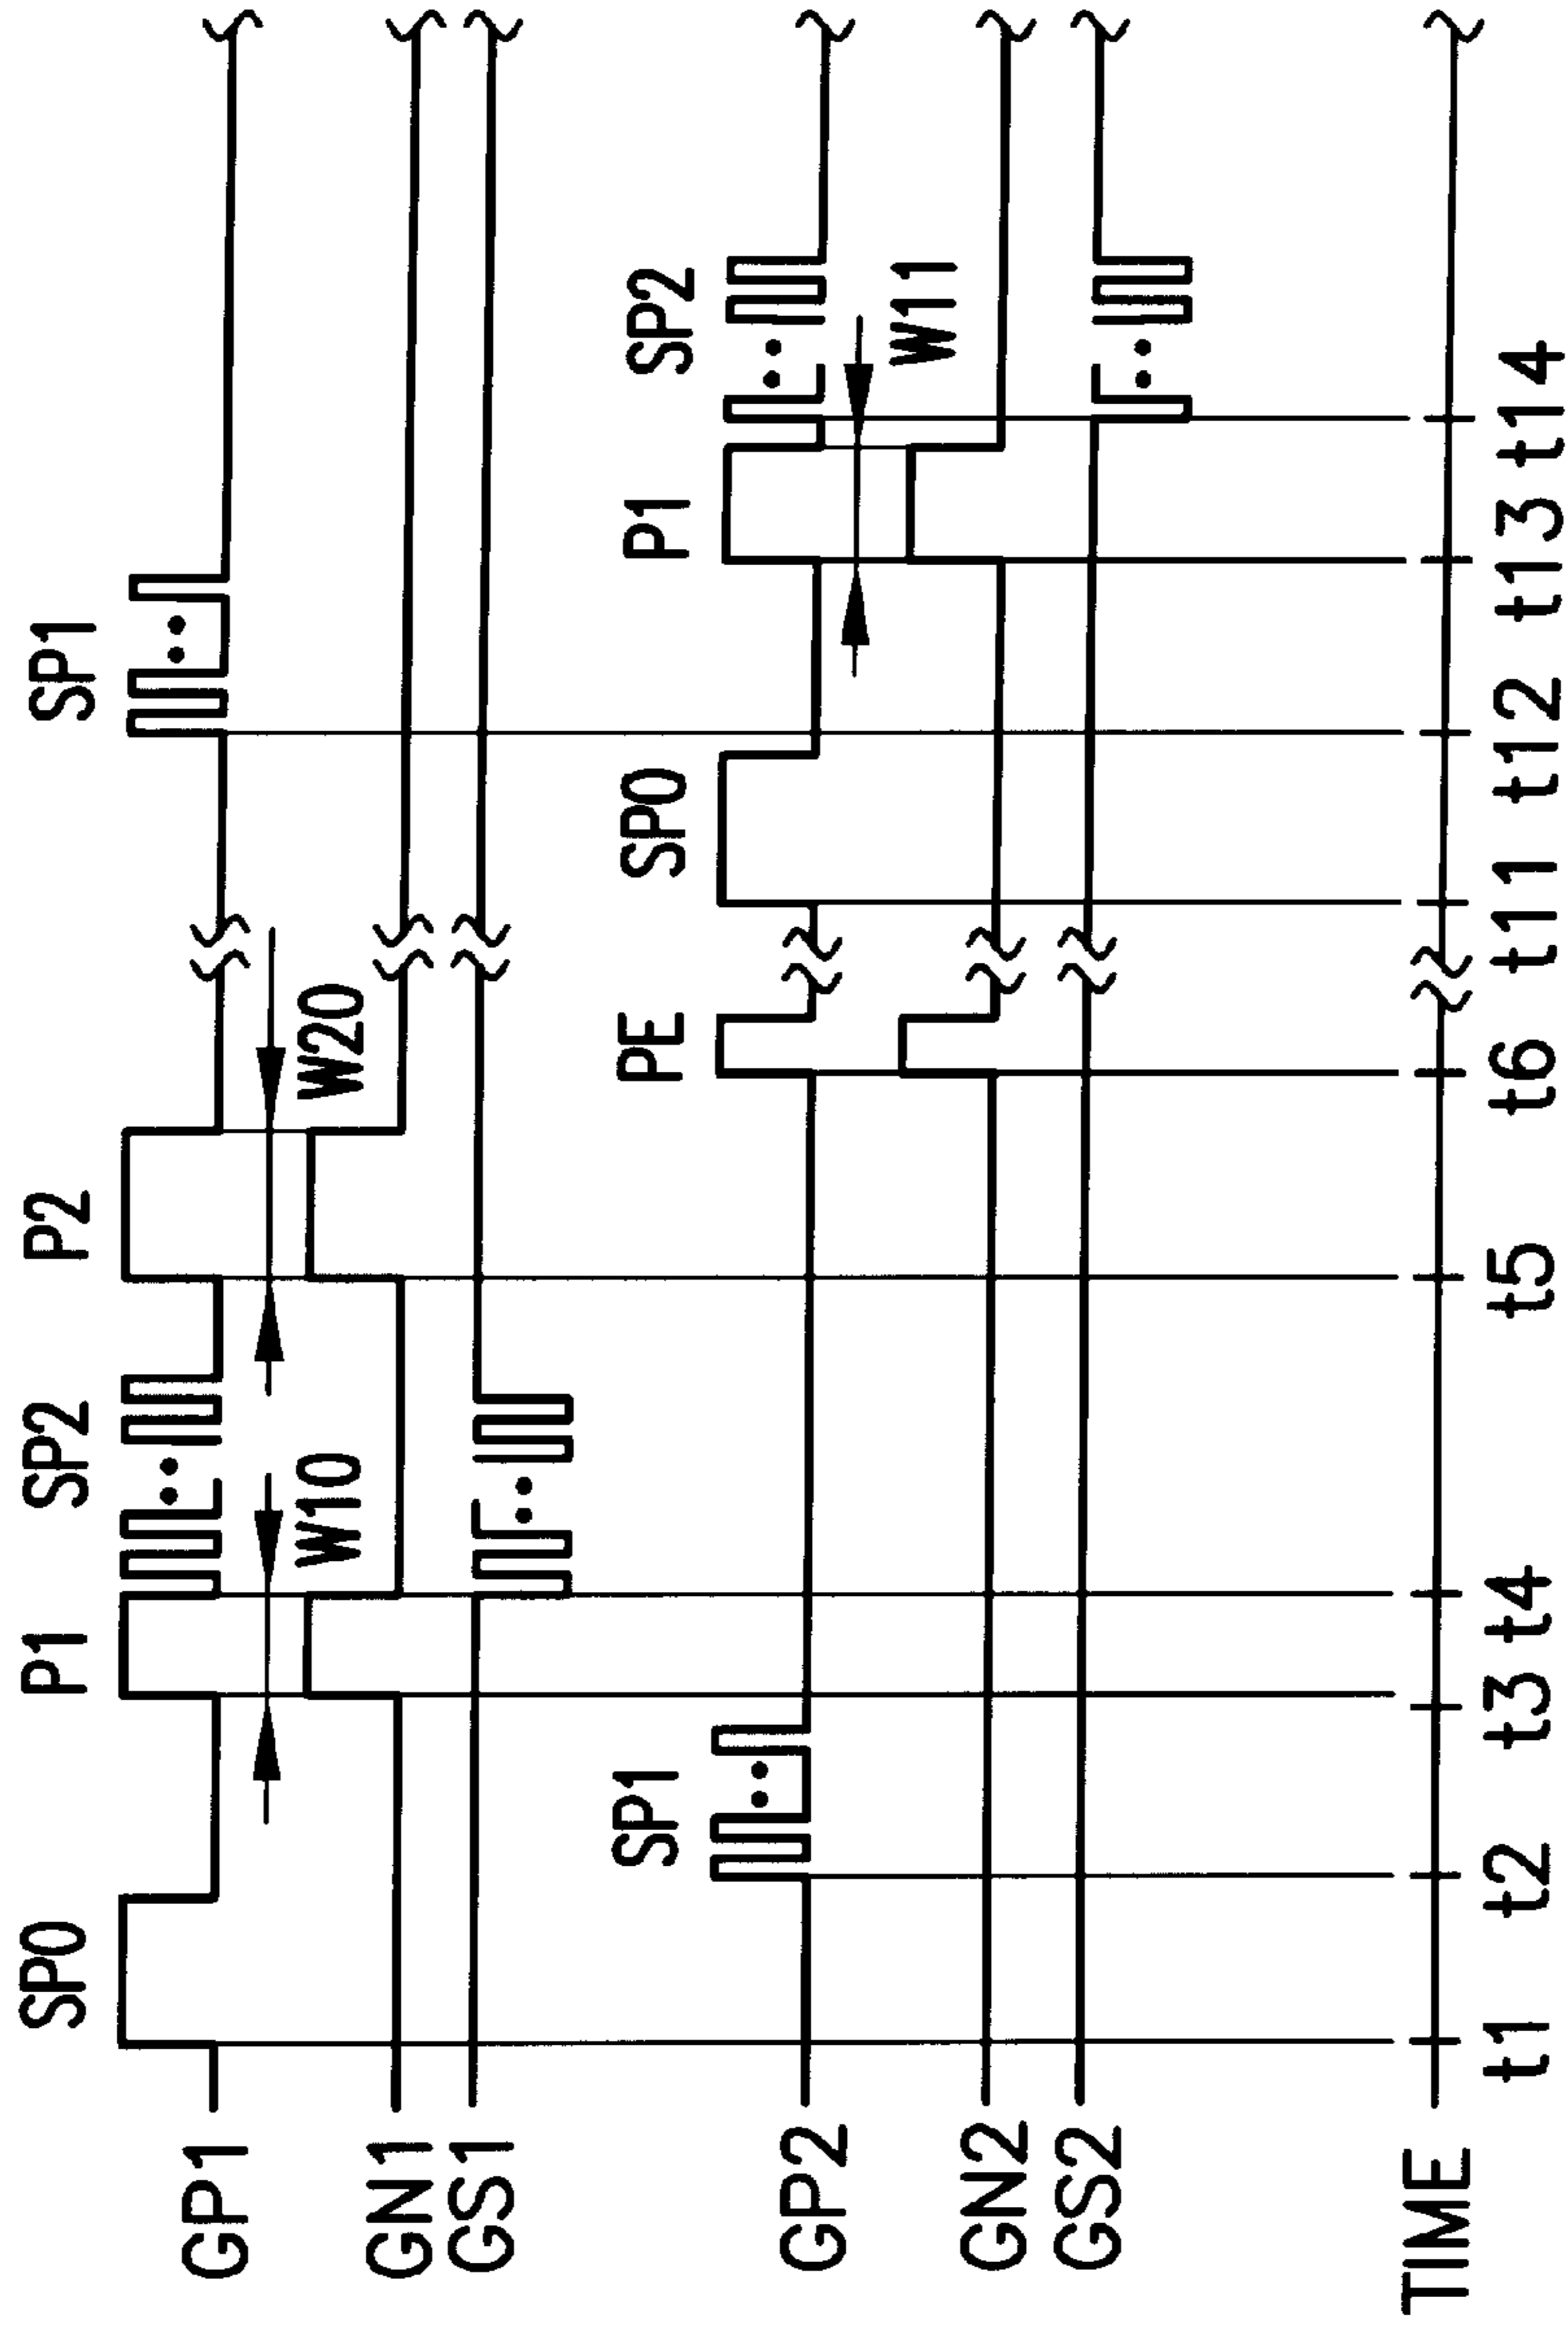 SP0 P1 SP2 P2 SP1
GP1
W10 W20
GN1
GS1
SP1 PE SP0 P1 SP2
GP2
W11
GN2
GS2
TIME
t1 t2 t3 t4 t5 t6 t11 t12 t13 t14